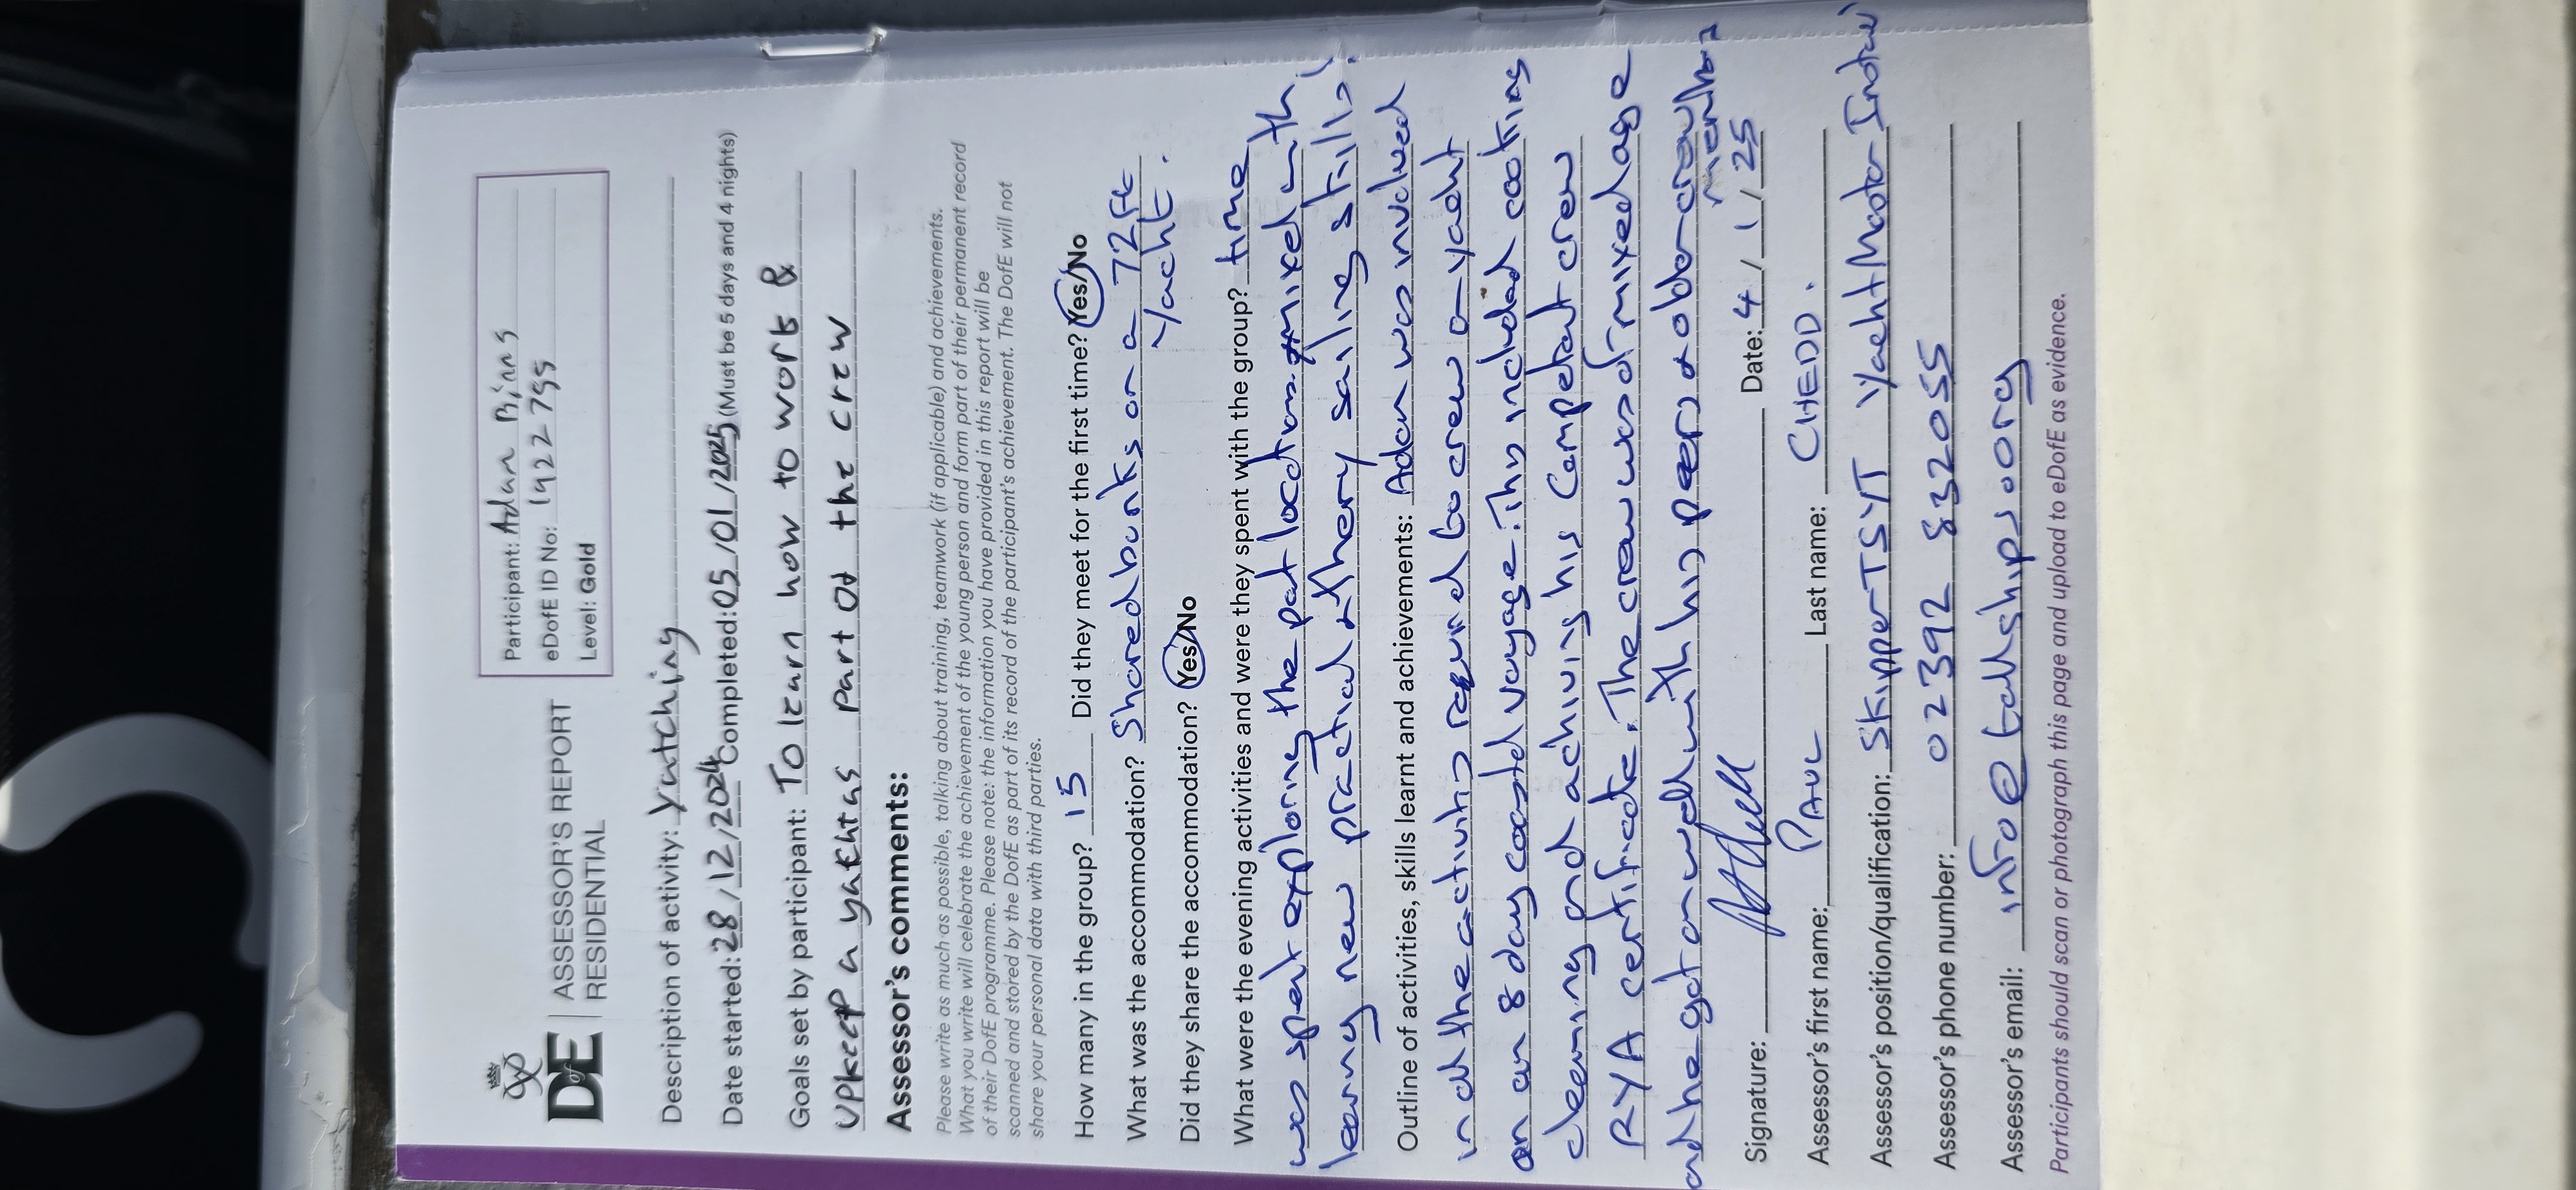 DofE
ASSESSOR'S REPORT
RESIDENTIAL
Participant: Adam Binns
eDofE ID No: 1922795
Level: Gold
Description of activity: Yatching
Date started: 28/12/2024 Completed: 05/01/2025 (Must be 5 days and 4 nights)
Goals set by participant: To learn how to work &
upkeep a yatcht as part of the crew
Assessor's comments:
Please write as much as possible, talking about training, teamwork (if applicable) and achievements.
What you write will celebrate the achievement of the young person and form part of their permanent record
of their DofE programme. Please note: the information you have provided in this report will be
scanned and stored by the DofE as part of its record of the participant's achievement. The DofE will not
share your personal data with third parties.
How many in the group? 15 Did they meet for the first time? Yes/No
What was the accommodation? Shared bunks on a 72ft
Yacht.
Did they share the accommodation? Yes/No
What were the evening activities and were they spent with the group? time
was spent exploring the port locations mixed with
learning new practical & theory sailing skills.
Outline of activities, skills learnt and achievements: Adam was involved
in all the activities required to crew a yacht
on an 8 day coastal voyage. This included cooking
cleaning and achiving his Competent crew
RYA certificate. The crew was of mixed age
and he got on well with his peers & older crew
members
Signature: Date: 4/1/25
Assessor's first name: PAUL Last name: CHEDD.
Assessor's position/qualification: Skipper TSYT Yacht Master
Assessor's phone number: 02392 832055
Assessor's email: info@tallships.org
Participants should scan or photograph this page and upload to eDofE as evidence.